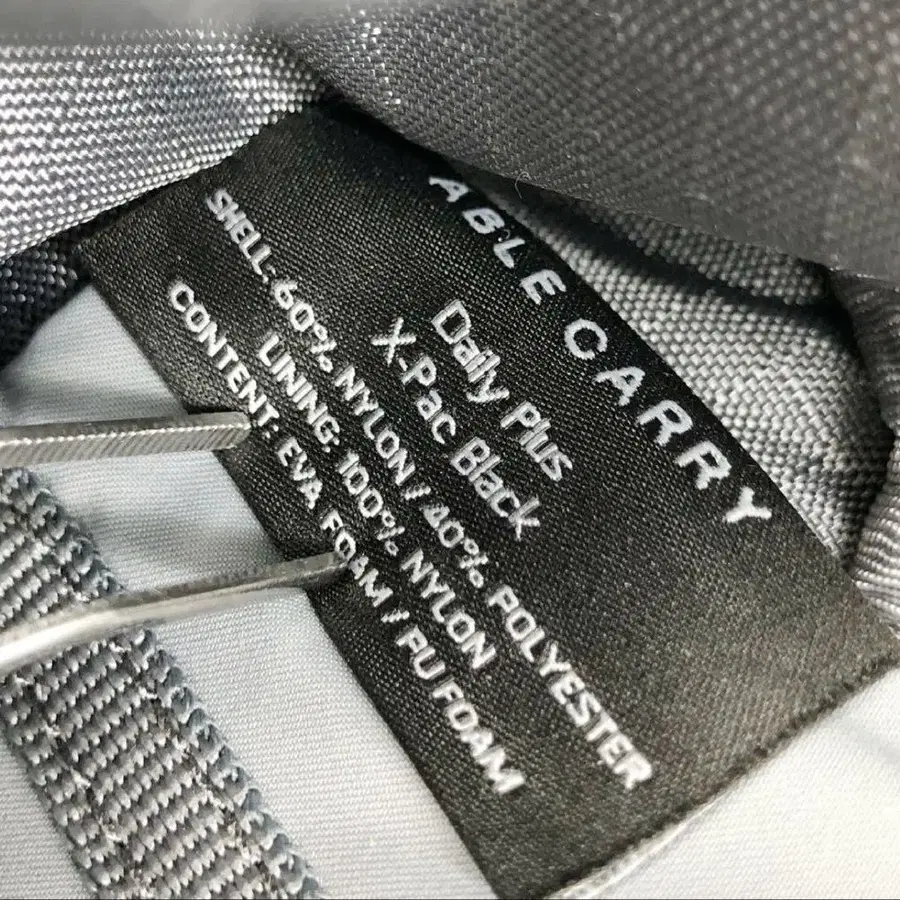 ABLE CARRY
Daily Plus
X-Pac Black
SHELL: 60% NYLON / 40% POLYESTER
LINING: 100% NYLON
CONTENT: EVA FOAM / PU FOAM